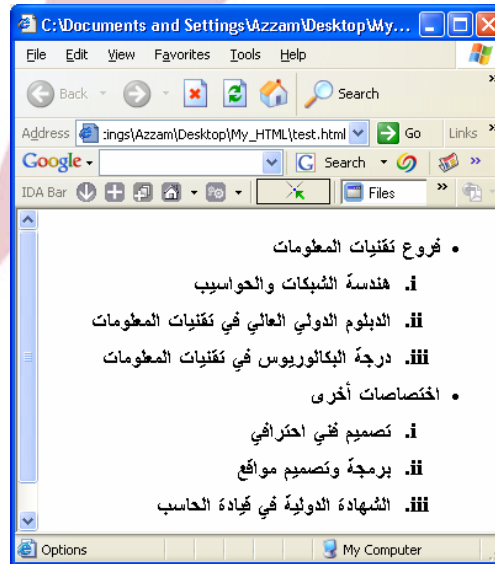 C:\Documents and Settings\Azzam\Desktop\My...
File Edit View Favorites Tools Help
Back Search
Address :ings\Azzam\Desktop\My_HTML\test.html Go Links
Google Search
IDA Bar Files
• فروع تقنيات المعلومات
i. هندسة الشبكات والحواسيب
ii. الدبلوم الدولي العالي في تقنيات المعلومات
iii. درجة البكالوريوس في تقنيات المعلومات
• اختصاصات أخرى
i. تصميم فني احترافي
ii. برمجة وتصميم مواقع
iii. الشهادة الدولية في قيادة الحاسب
Options My Computer